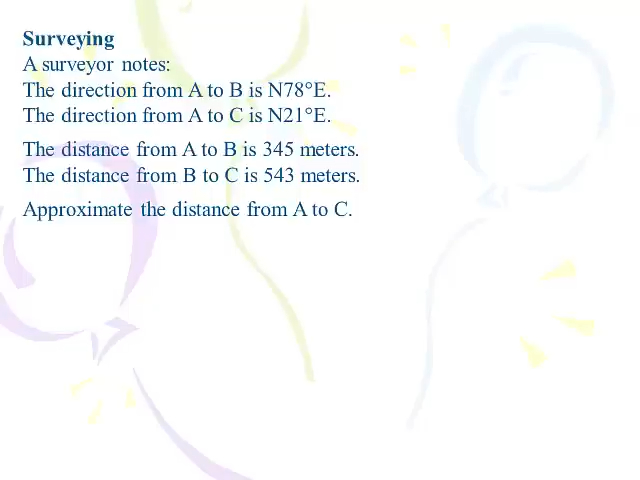 Surveying
A surveyor notes:
The direction from A to B is N78°E.
The direction from A to C is N21°E.
The distance from A to B is 345 meters.
The distance from B to C is 543 meters.
Approximate the distance from A to C.